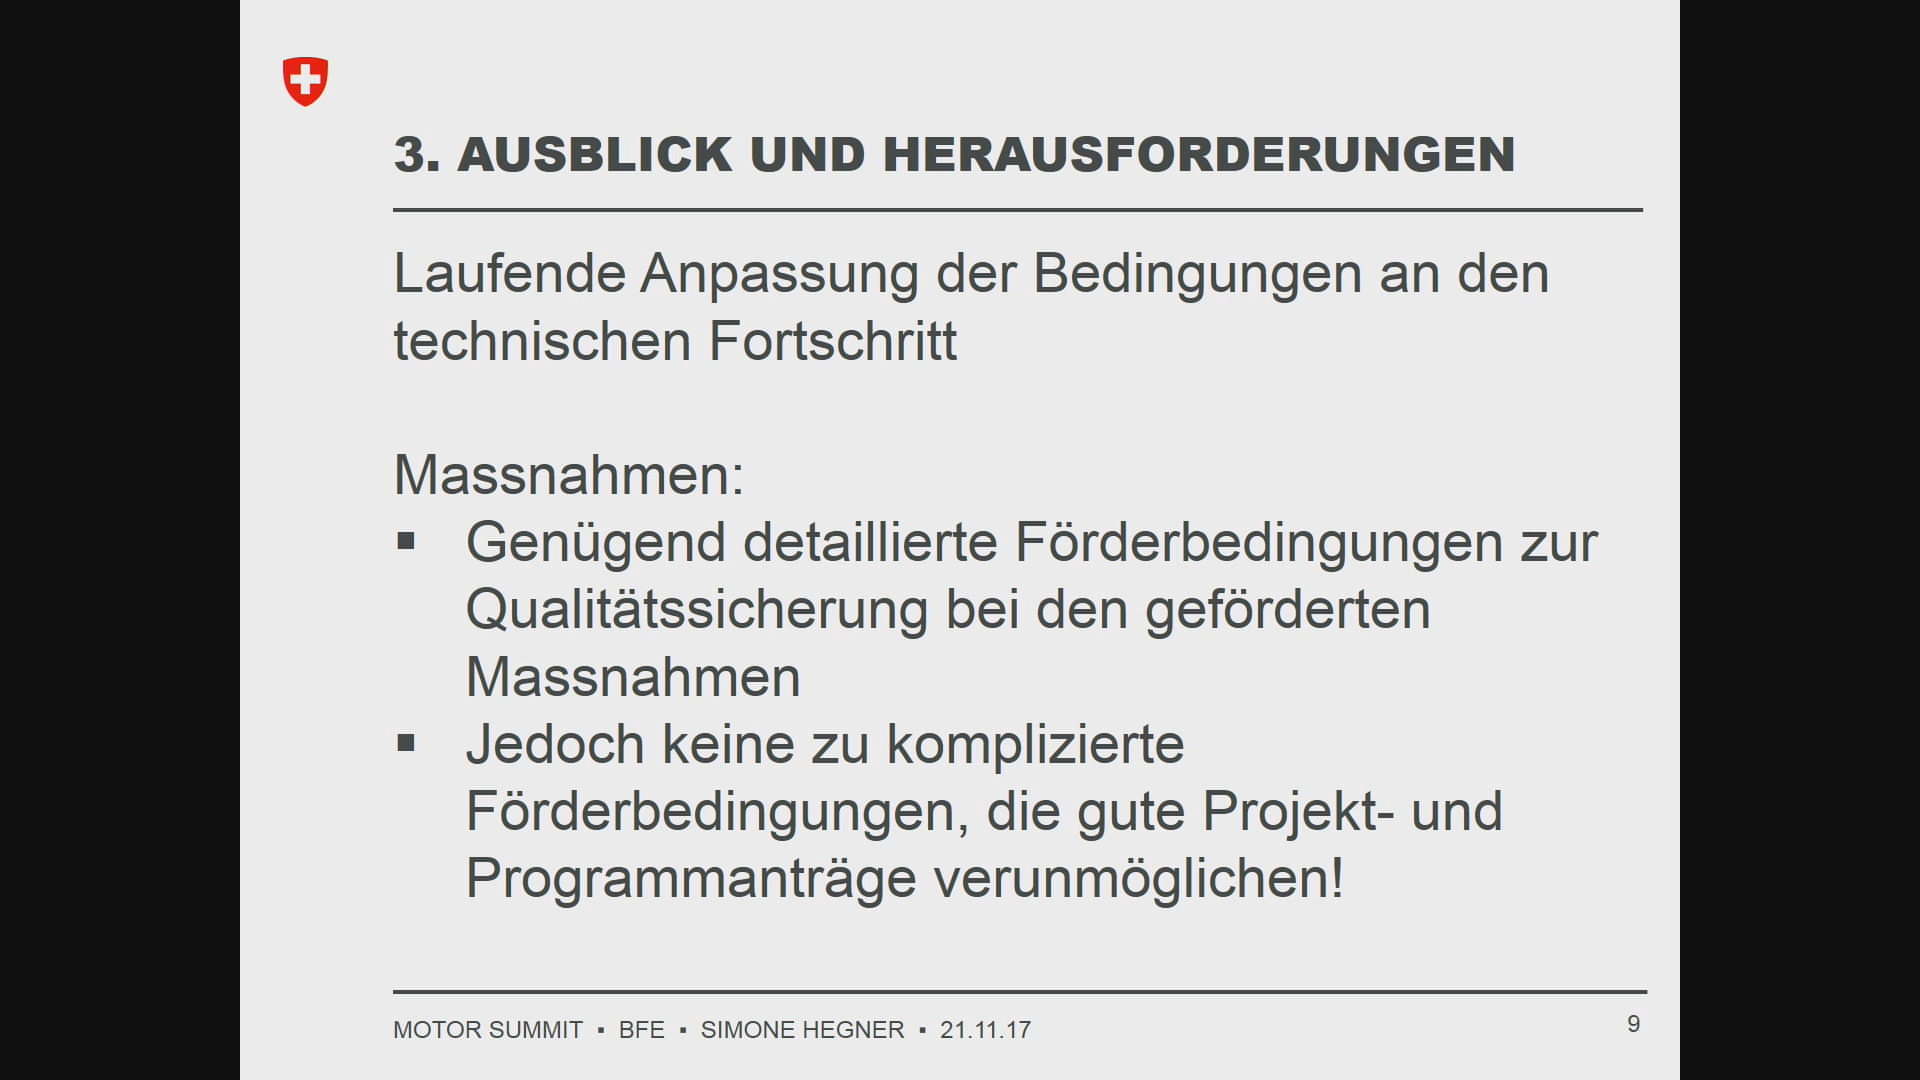 3. AUSBLICK UND HERAUSFORDERUNGEN
Laufende Anpassung der Bedingungen an den
technischen Fortschritt
Massnahmen:
▪ Genügend detaillierte Förderbedingungen zur
Qualitätssicherung bei den geförderten
Massnahmen
▪ Jedoch keine zu komplizierte
Förderbedingungen, die gute Projekt- und
Programmanträge verunmöglichen!
MOTOR SUMMIT ▪ BFE ▪ SIMONE HEGNER ▪ 21.11.17
9